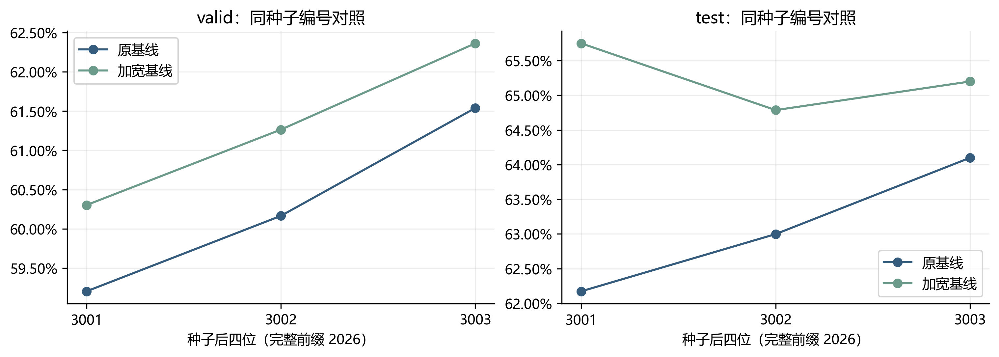 valid：同种子编号对照
62.50%
62.00%
61.50%
61.00%
60.50%
60.00%
59.50%
原基线
加宽基线
3001
3002
3003
种子后四位（完整前缀 2026）
test：同种子编号对照
65.50%
65.00%
64.50%
64.00%
63.50%
63.00%
62.50%
62.00%
原基线
加宽基线
3001
3002
3003
种子后四位（完整前缀 2026）